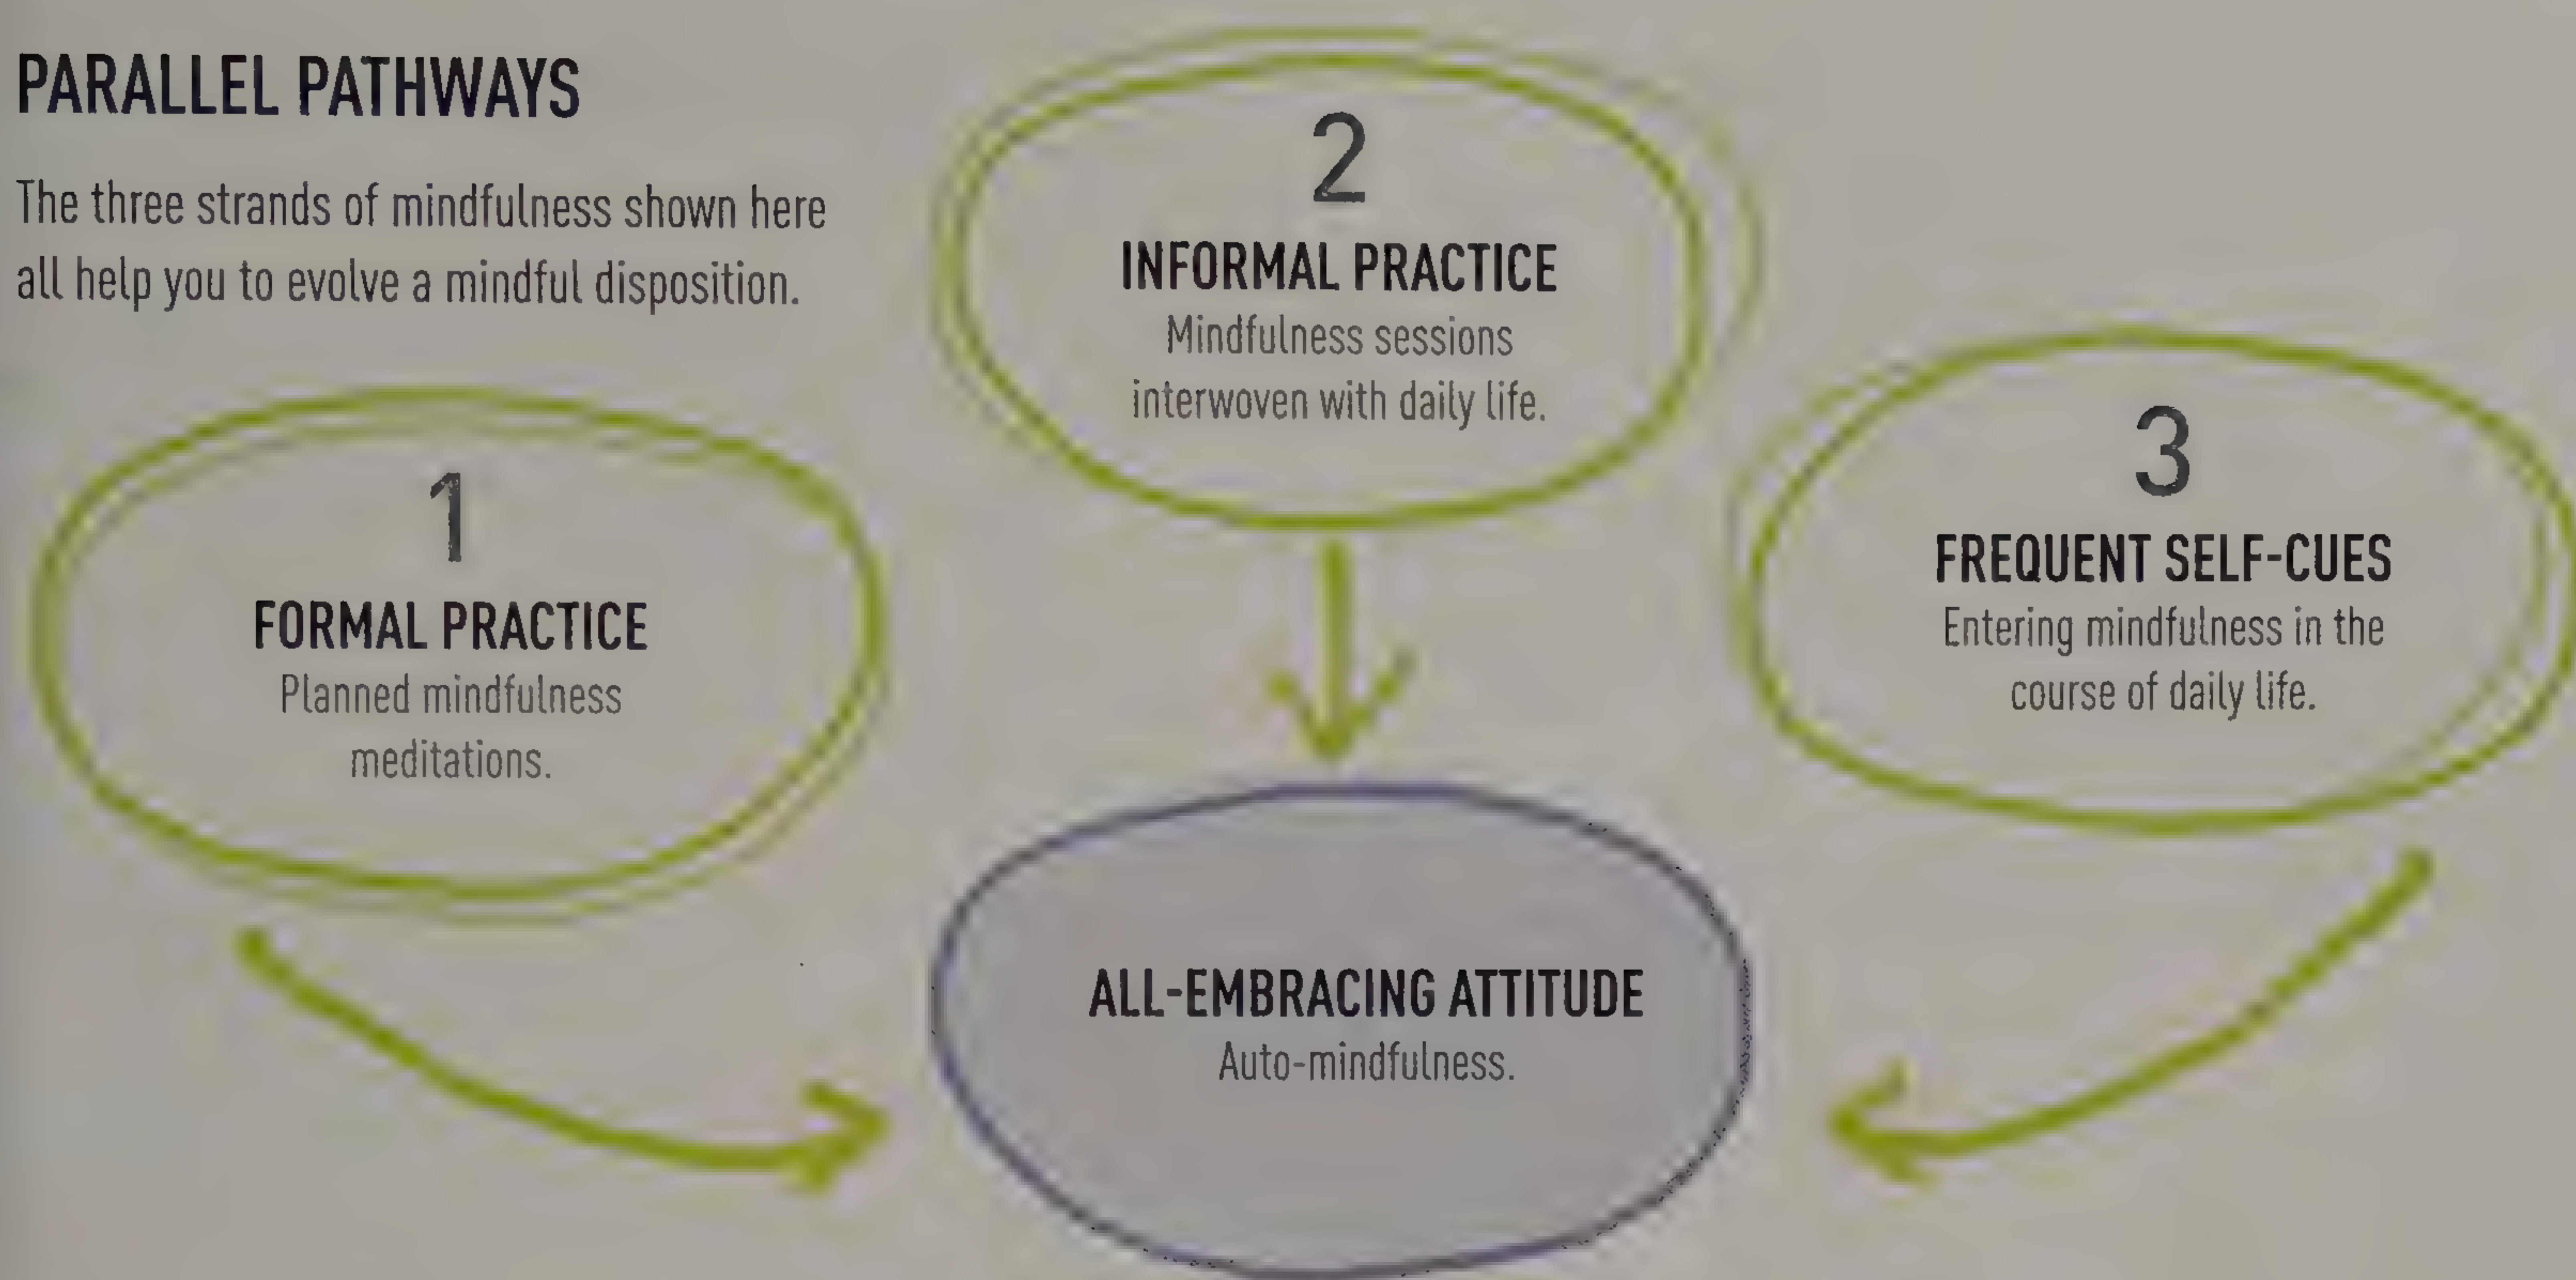 PARALLEL PATHWAYS
The three strands of mindfulness shown here
all help you to evolve a mindful disposition.
1
FORMAL PRACTICE
Planned mindfulness
meditations.
2
INFORMAL PRACTICE
Mindfulness sessions
interwoven with daily life.
3
FREQUENT SELF-CUES
Entering mindfulness in the
course of daily life.
ALL-EMBRACING ATTITUDE
Auto-mindfulness.